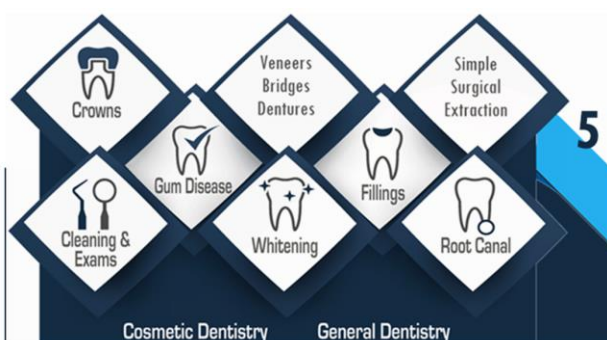 Crowns
Veneers
Bridges
Dentures
Simple
Surgical
Extraction
5
Gum Disease
Fillings
Cleaning &
Exams
Whitening
Root Canal
Cosmetic Dentistry
General Dentistry